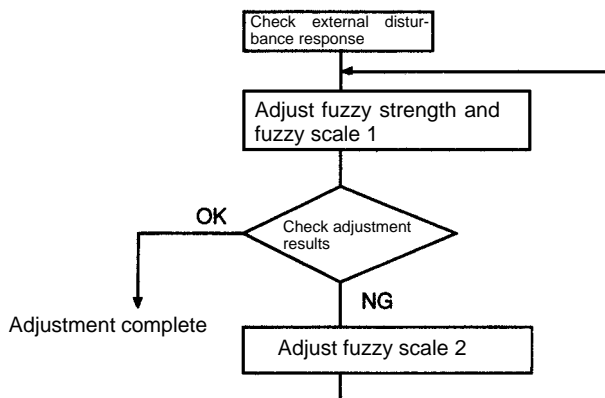 Check external distur-
bance response
Adjust fuzzy strength and
fuzzy scale 1
OK
Check adjustment
results
NG
Adjustment complete
Adjust fuzzy scale 2